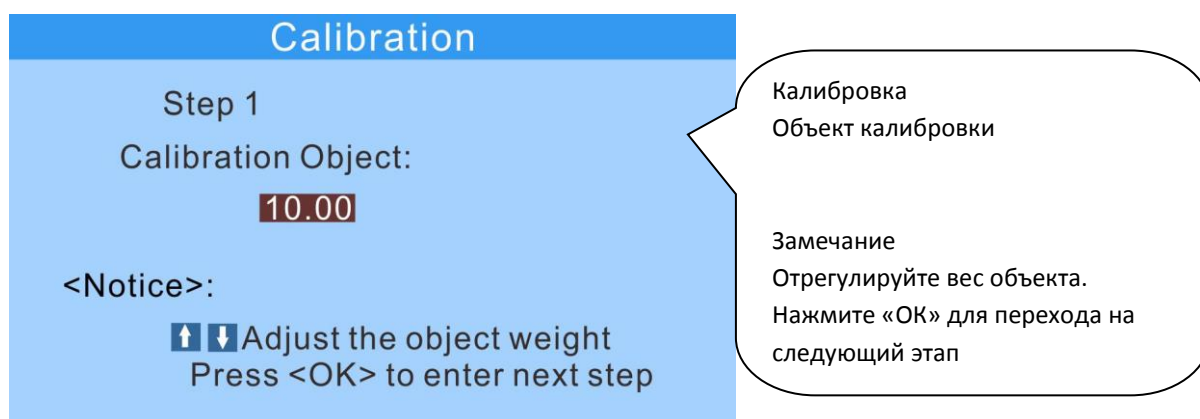 Calibration
Step 1
Calibration Object:
10.00
<Notice>:
Adjust the object weight
Press <OK> to enter next step
Калибровка
Объект калибровки
Замечание
Отрегулируйте вес объекта.
Нажмите «ОК» для перехода на
следующий этап